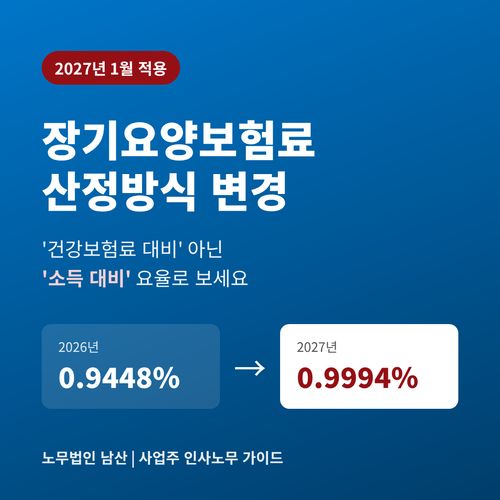 2027년 1월 적용
장기요양보험료
산정방식 변경
'건강보험료 대비' 아닌
'소득 대비' 요율로 보세요
2026년
0.9448%
→
2027년
0.9994%
노무법인 남산 | 사업주 인사노무 가이드